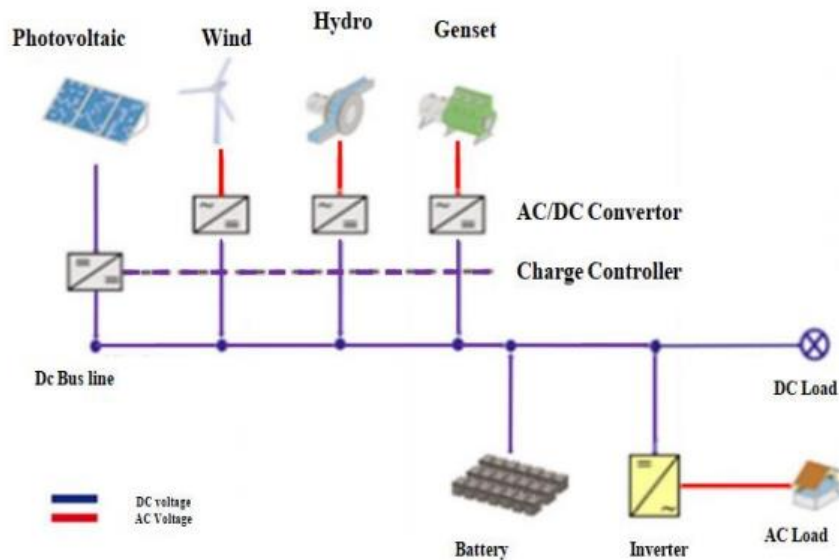 Photovoltaic
Wind
Hydro
Genset
AC/DC Convertor
Charge Controller
Dc Bus line
DC Load
DC voltage
AC Voltage
Battery
Inverter
AC Load